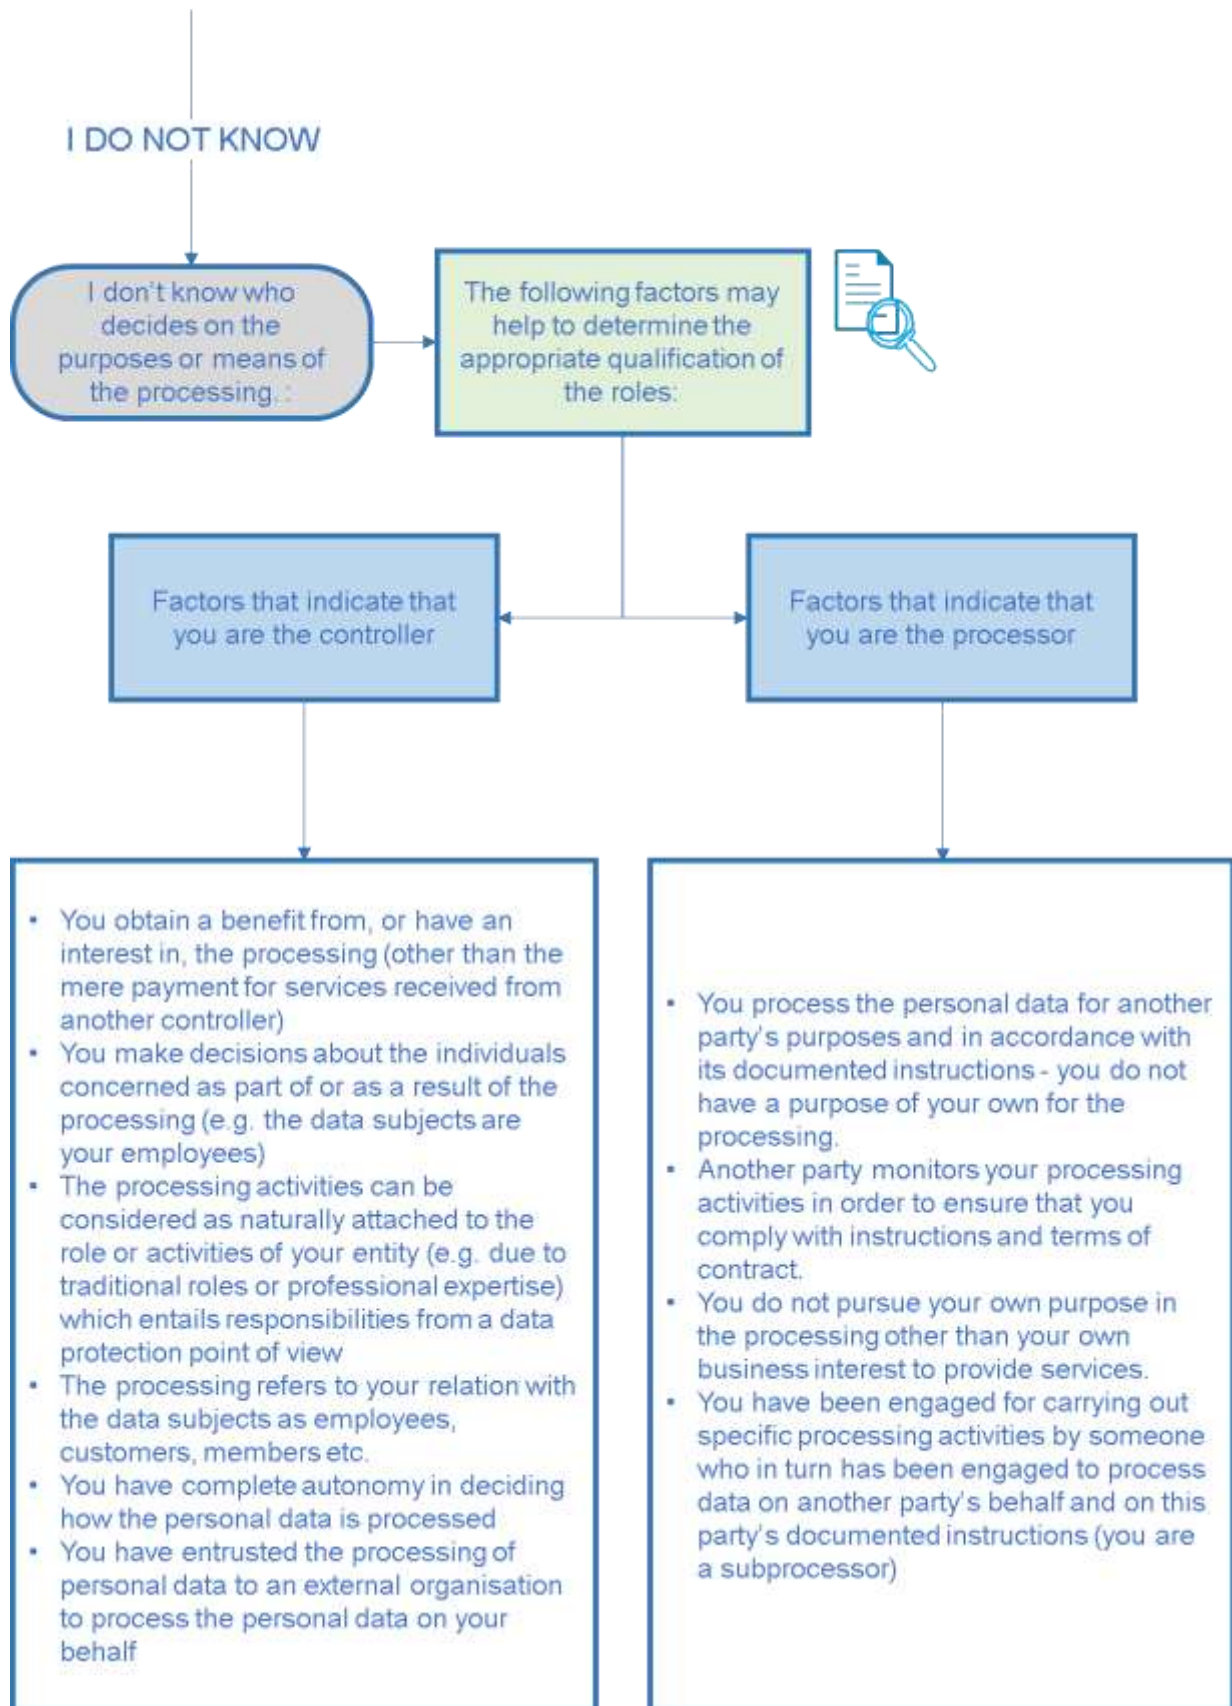 I DO NOT KNOW
I don't know who
decides on the
purposes or means of
the processing. :
The following factors may
help to determine the
appropriate qualification of
the roles:
Factors that indicate that
you are the controller
Factors that indicate that
you are the processor
• You obtain a benefit from, or have an
interest in, the processing (other than the
mere payment for services received from
another controller)
• You make decisions about the individuals
concerned as part of or as a result of the
processing (e.g. the data subjects are
your employees)
• The processing activities can be
considered as naturally attached to the
role or activities of your entity (e.g. due to
traditional roles or professional expertise)
which entails responsibilities from a data
protection point of view
• The processing refers to your relation with
the data subjects as employees,
customers, members etc.
• You have complete autonomy in deciding
how the personal data is processed
• You have entrusted the processing of
personal data to an external organisation
to process the personal data on your
behalf
• You process the personal data for another
party's purposes and in accordance with
its documented instructions - you do not
have a purpose of your own for the
processing.
• Another party monitors your processing
activities in order to ensure that you
comply with instructions and terms of
contract.
• You do not pursue your own purpose in
the processing other than your own
business interest to provide services.
• You have been engaged for carrying out
specific processing activities by someone
who in turn has been engaged to process
data on another party's behalf and on this
party's documented instructions (you are
a subprocessor)